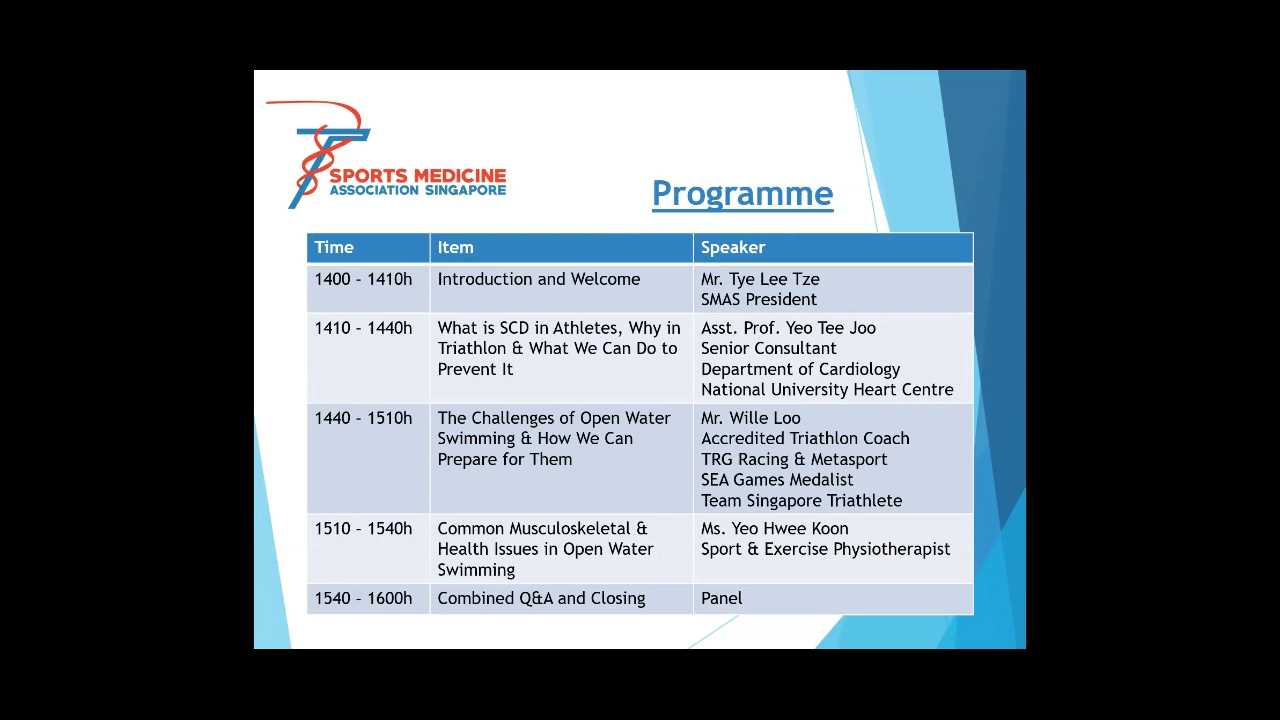 SPORTS MEDICINE
ASSOCIATION SINGAPORE
Programme
Time Item Speaker
1400 – 1410h Introduction and Welcome Mr. Tye Lee Tze
SMAS President
1410 – 1440h What is SCD in Athletes, Why in Asst. Prof. Yeo Tee Joo
Triathlon & What We Can Do to Senior Consultant
Prevent It Department of Cardiology
National University Heart Centre
1440 – 1510h The Challenges of Open Water Mr. Wille Loo
Swimming & How We Can Accredited Triathlon Coach
Prepare for Them TRG Racing & Metasport
SEA Games Medalist
Team Singapore Triathlete
1510 – 1540h Common Musculoskeletal & Ms. Yeo Hwee Koon
Health Issues in Open Water Sport & Exercise Physiotherapist
Swimming
1540 – 1600h Combined Q&A and Closing Panel